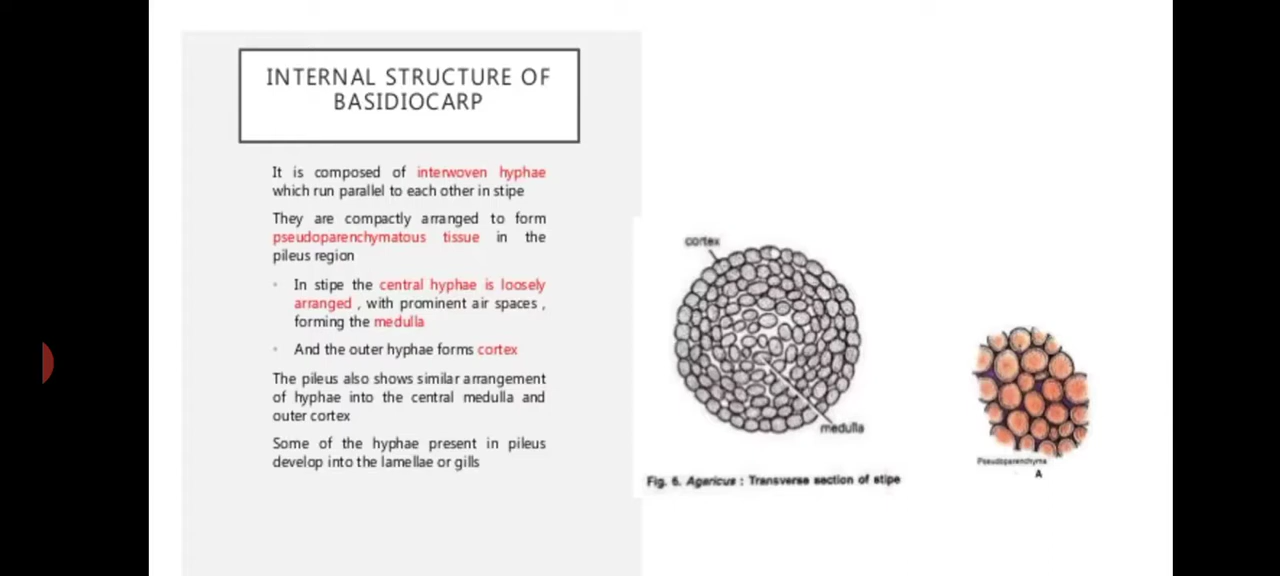 INTERNAL STRUCTURE OF
BASIDIOCARP
It is composed of interwoven hyphae
which run parallel to each other in stipe
They are compactly arranged to form
pseudoparenchymatous tissue in the
pileus region
In stipe the central hyphae is loosely
arranged , with prominent air spaces ,
forming the medulla
And the outer hyphae forms cortex
The pileus also shows similar arrangement
of hyphae into the central medulla and
outer cortex
Some of the hyphae present in pileus
develop into the lamellae or gills
cortex
medulla
Fig. 6. Agaricus : Transverse section of stipe
Pseudoparenchyma
A